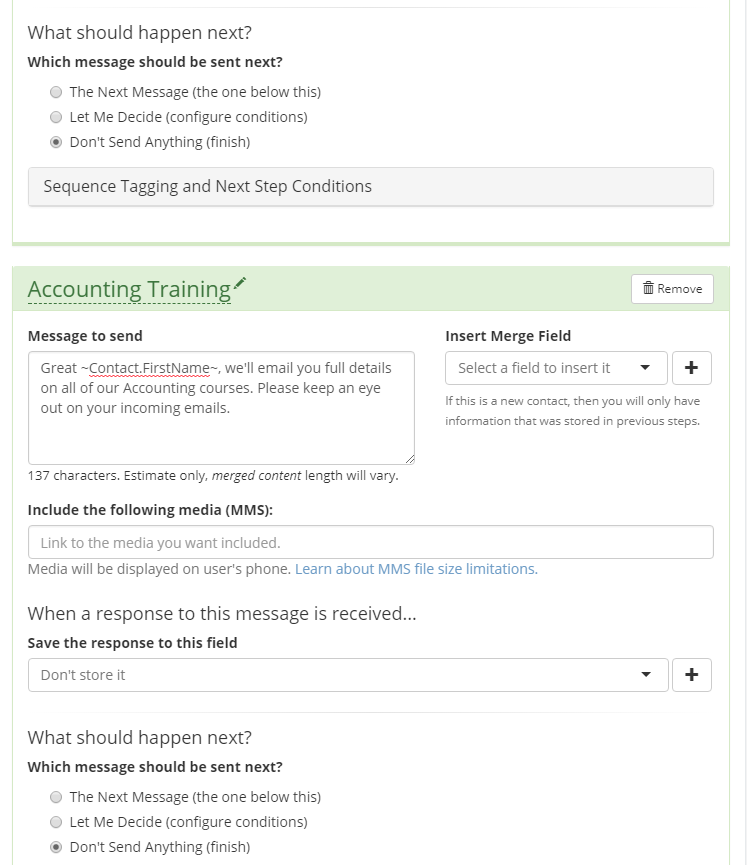 What should happen next?
Which message should be sent next?
The Next Message (the one below this)
Let Me Decide (configure conditions)
Don't Send Anything (finish)
Sequence Tagging and Next Step Conditions
Accounting Training
Remove
Message to send
Great ~Contact.FirstName~, we'll email you full details
on all of our Accounting courses. Please keep an eye
out on your incoming emails.
137 characters. Estimate only, merged content length will vary.
Insert Merge Field
Select a field to insert it
If this is a new contact, then you will only have
information that was stored in previous steps.
Include the following media (MMS):
Link to the media you want included.
Media will be displayed on user's phone. Learn about MMS file size limitations.
When a response to this message is received...
Save the response to this field
Don't store it
What should happen next?
Which message should be sent next?
The Next Message (the one below this)
Let Me Decide (configure conditions)
Don't Send Anything (finish)